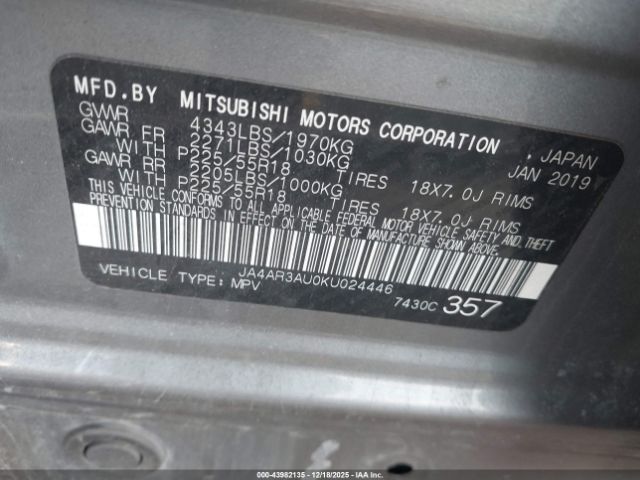 MFD.BY MITSUBISHI MOTORS CORPORATION , JAPAN
GVWR 4343LBS/1970KG JAN 2019
GAWR FR 2271LBS/1030KG
WITH P225/55R18 TIRES 18X7.0J RIMS
GAWR RR 2205LBS/1000KG
WITH P225/55R18 TIRES 18X7.0J RIMS
THIS VEHICLE CONFORMS TO ALL APPLICABLE FEDERAL MOTOR VEHICLE SAFETY AND THEFT
PREVENTION STANDARDS IN EFFECT ON THE DATE OF MANUFACTURE SHOWN ABOVE.
JA4AR3AU0KU024446
VEHICLE TYPE: MPV 7430C 357
000-43982135 - 12/18/2025 - IAA Inc.